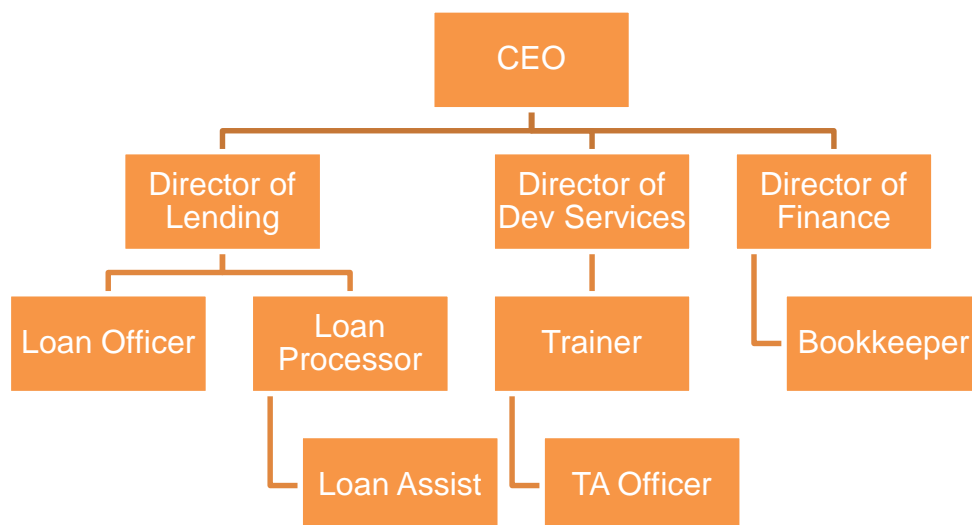 CEO
Director of
Lending
Director of
Dev Services
Director of
Finance
Loan Officer
Loan
Processor
Trainer
Bookkeeper
Loan Assist
TA Officer